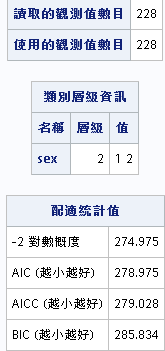 讀取的觀測值數目 228
使用的觀測值數目 228
類別層級資訊
名稱 層級 值
sex 2 1 2
配適統計值
-2 對數概度 274.975
AIC (越小越好) 278.975
AICC (越小越好) 279.028
BIC (越小越好) 285.834